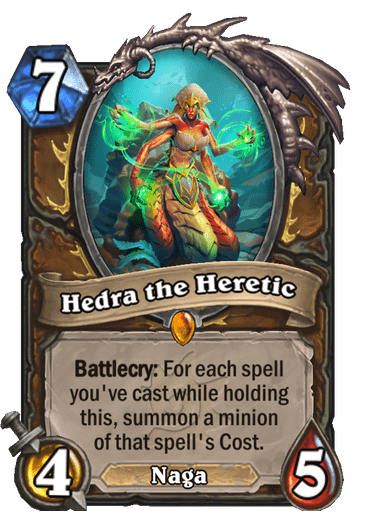 7
Hedra the Heretic
Battlecry: For each spell
you've cast while holding
this, summon a minion
of that spell's Cost.
4
Naga
5